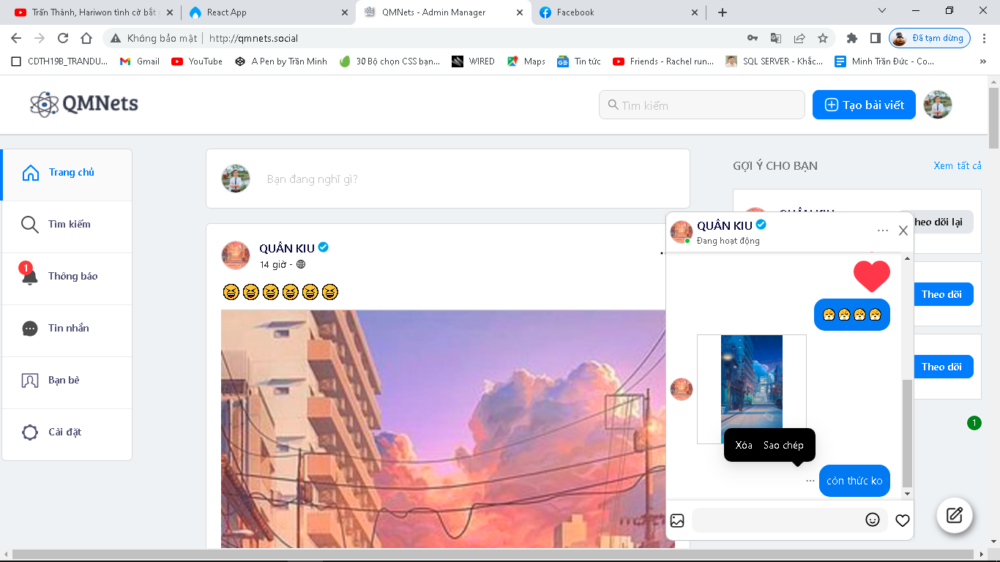 Trấn Thành, Hariwon tình cờ bắt
React App
QMNets - Admin Manager
Facebook
Không bảo mật
http://qmnets.social
Đã tạm dừng
CDTH19B_TRANDU...
Gmail
YouTube
A Pen by Trần Minh
30 Bộ chọn CSS bạn...
WIRED
Maps
Tin tức
Friends - Rachel run...
SQL SERVER - Khắc...
Minh Trần Đức - Co...
»
QMNets
Tìm kiếm
Tạo bài viết
Trang chủ
Tìm kiếm
1
Thông báo
Tin nhắn
Bạn bè
Cài đặt
Bạn đang nghĩ gì?
QUÂN KIU
14 giờ -
😆😆😆😆😆😆
GỢI Ý CHO BẠN
Xem tất cả
heo dõi lại
Theo dõi
Theo dõi
1
QUÂN KIU
Đang hoạt động
Xóa
Sao chép
còn thức ko